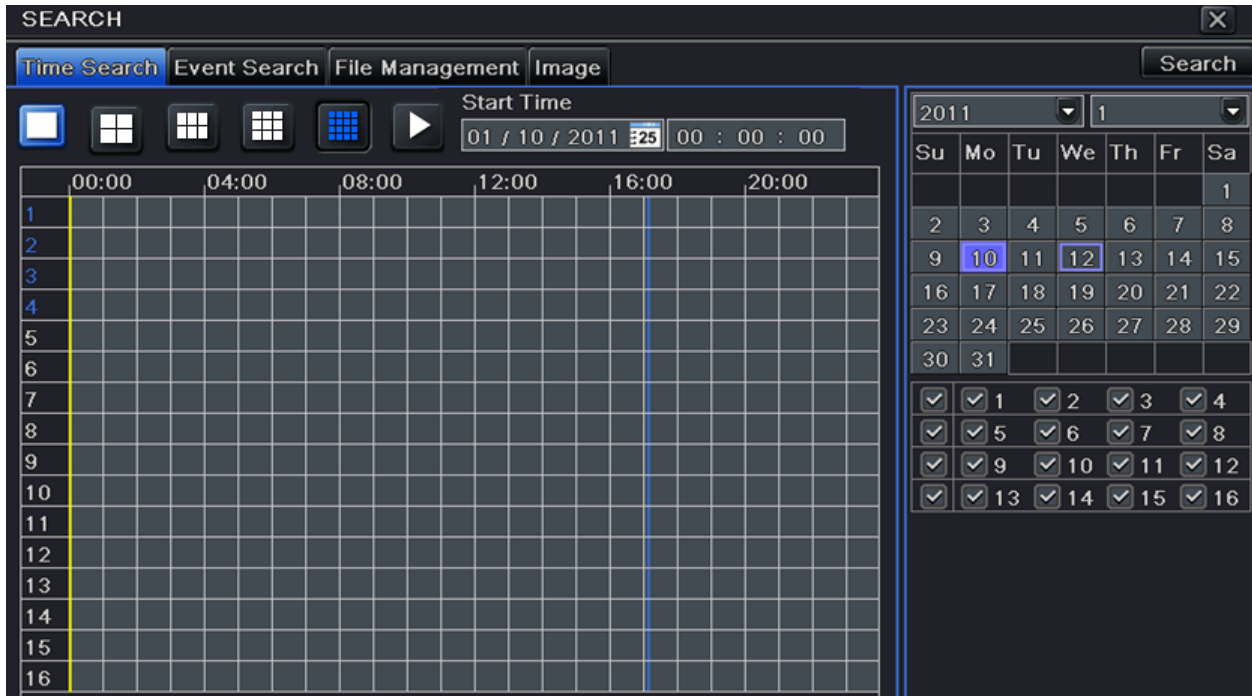 SEARCH
Time Search Event Search File Management Image Search
Start Time
01 / 10 / 2011 25 00 : 00 : 00
00:00 04:00 08:00 12:00 16:00 20:00
1
2
3
4
5
6
7
8
9
10
11
12
13
14
15
16
2011 1
Su Mo Tu We Th Fr Sa
1
2 3 4 5 6 7 8
9 10 11 12 13 14 15
16 17 18 19 20 21 22
23 24 25 26 27 28 29
30 31
1 2 3 4
5 6 7 8
9 10 11 12
13 14 15 16